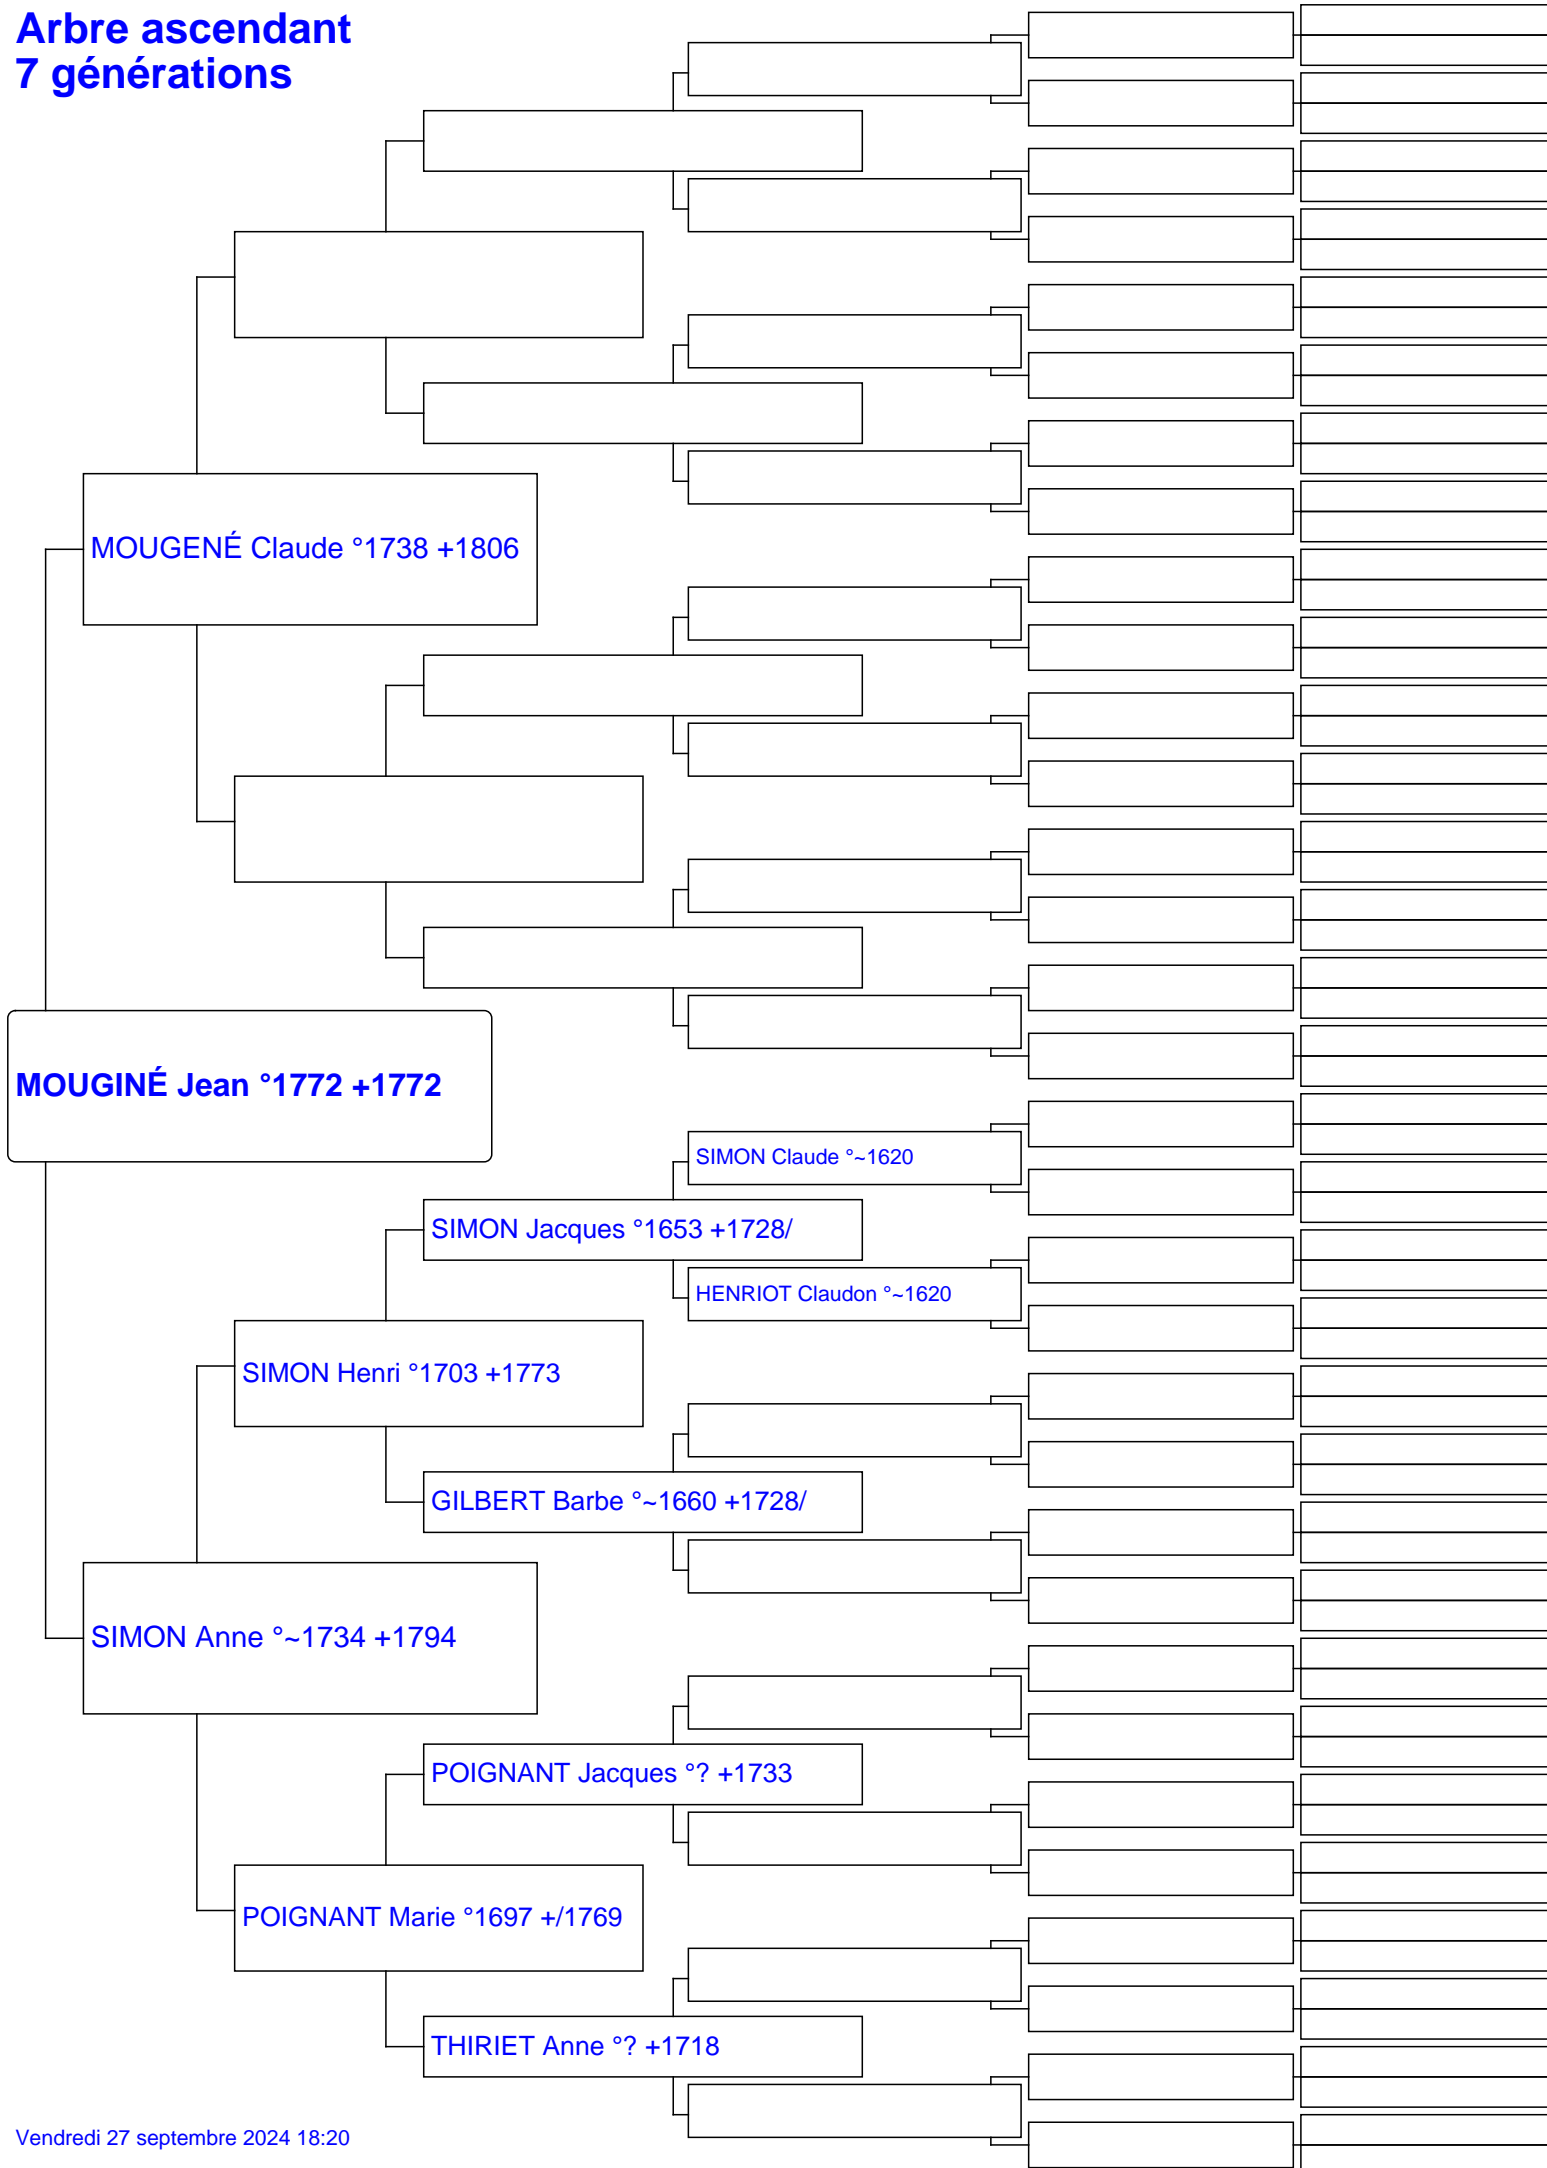 Arbre ascendant
7 générations
MOUGENÉ Claude °1738 +1806
MOUGINÉ Jean °1772 +1772
SIMON Claude °~1620
SIMON Jacques °1653 +1728/
HENRIOT Claudon °~1620
SIMON Henri °1703 +1773
GILBERT Barbe °~1660 +1728/
SIMON Anne °~1734 +1794
POIGNANT Jacques °? +1733
POIGNANT Marie °1697 +/1769
THIRIET Anne °? +1718
Vendredi 27 septembre 2024 18:20